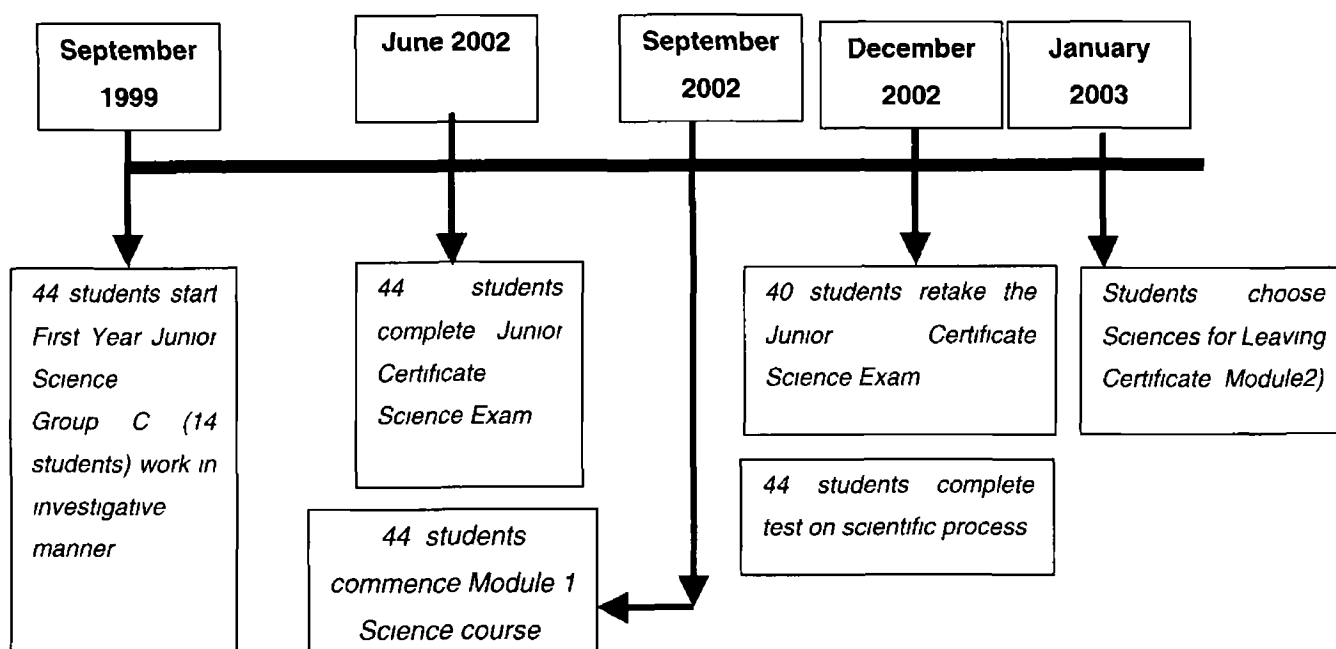 September
1999
June 2002
September
2002
December
2002
January
2003
44 students start
First Year Junior
Science
Group C (14
students) work in
investigative
manner
44 students
complete Junior
Certificate
Science Exam
44 students
commence Module 1
Science course
40 students retake the
Junior Certificate
Science Exam
44 students complete
test on scientific process
Students choose
Sciences for Leaving
Certificate Module2)